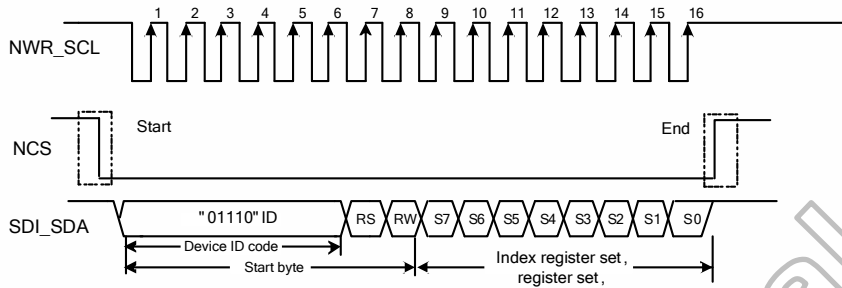 1 2 3 4 5 6 7 8 9 10 11 12 13 14 15 16
NWR_SCL
Start End
NCS
"01110" ID RS RW S7 S6 S5 S4 S3 S2 S1 S0
SDI_SDA
Device ID code
Start byte
Index register set,
register set,